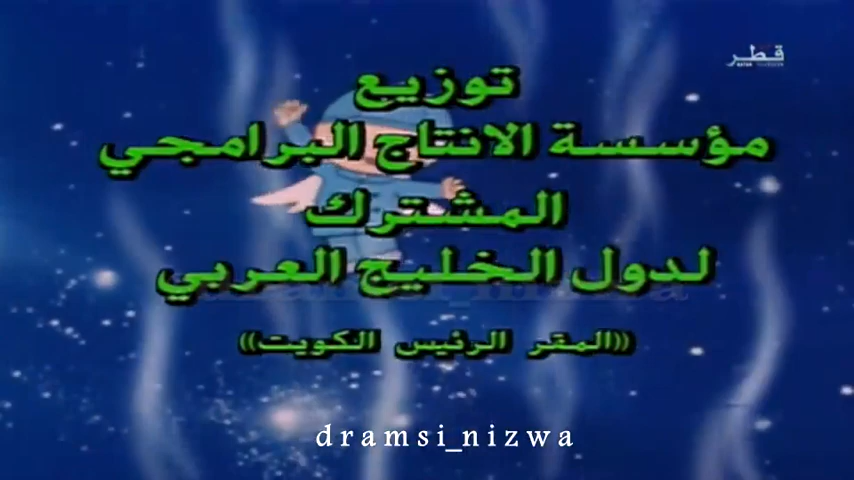 قطر
توزيع
مؤسسة الانتاج البرامجي
المشترك
لدول الخليج العربي
((المقر الرئيس الكويت))
dramsi_nizwa